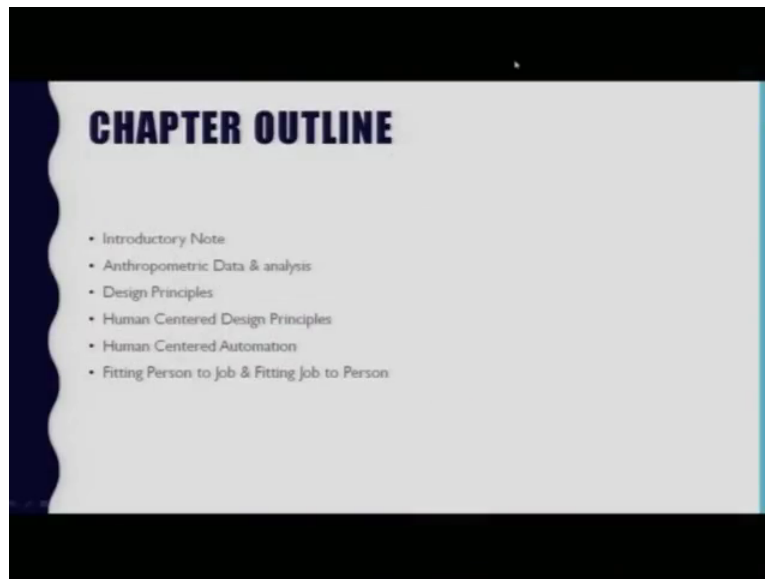 CHAPTER OUTLINE
• Introductory Note
• Anthropometric Data & analysis
• Design Principles
• Human Centered Design Principles
• Human Centered Automation
• Fitting Person to Job & Fitting Job to Person